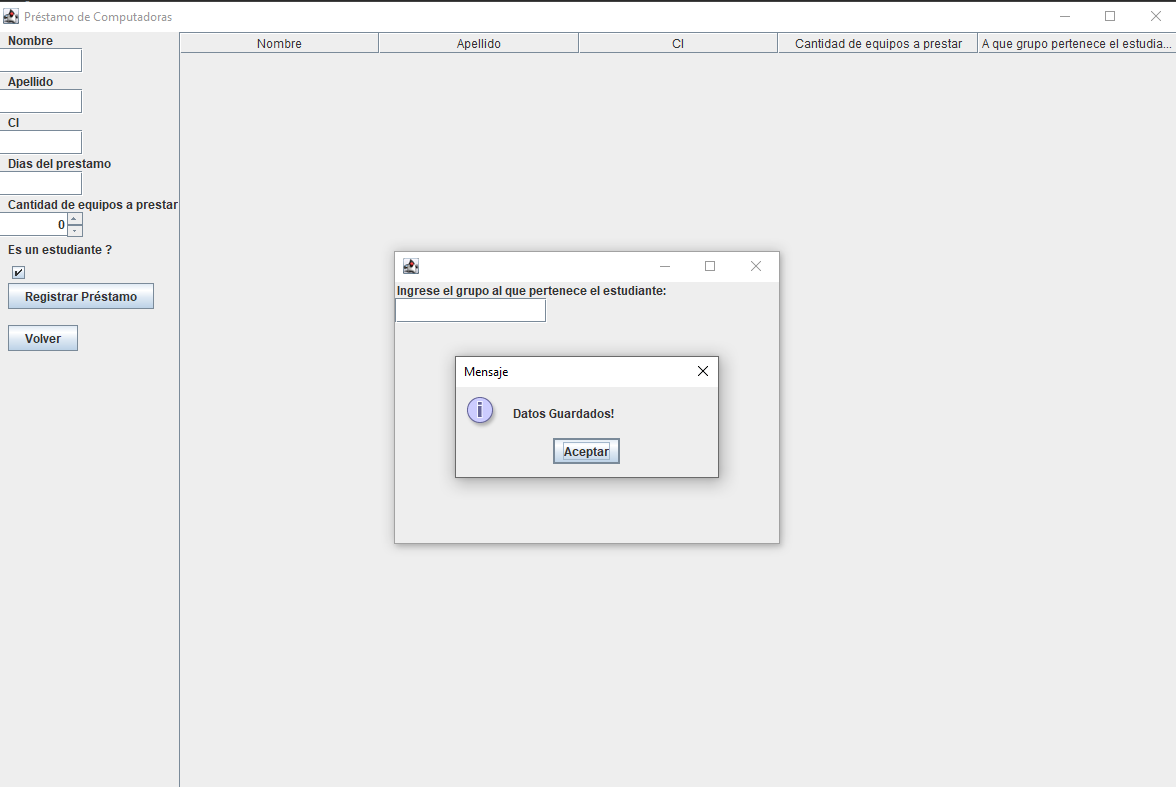 Préstamo de Computadoras
Nombre
Apellido
CI
Dias del prestamo
Cantidad de equipos a prestar
0
Es un estudiante ?
Registrar Préstamo
Volver
Nombre Apellido CI Cantidad de equipos a prestar A que grupo pertenece el estudia...
Ingrese el grupo al que pertenece el estudiante:
Mensaje
Datos Guardados!
Aceptar